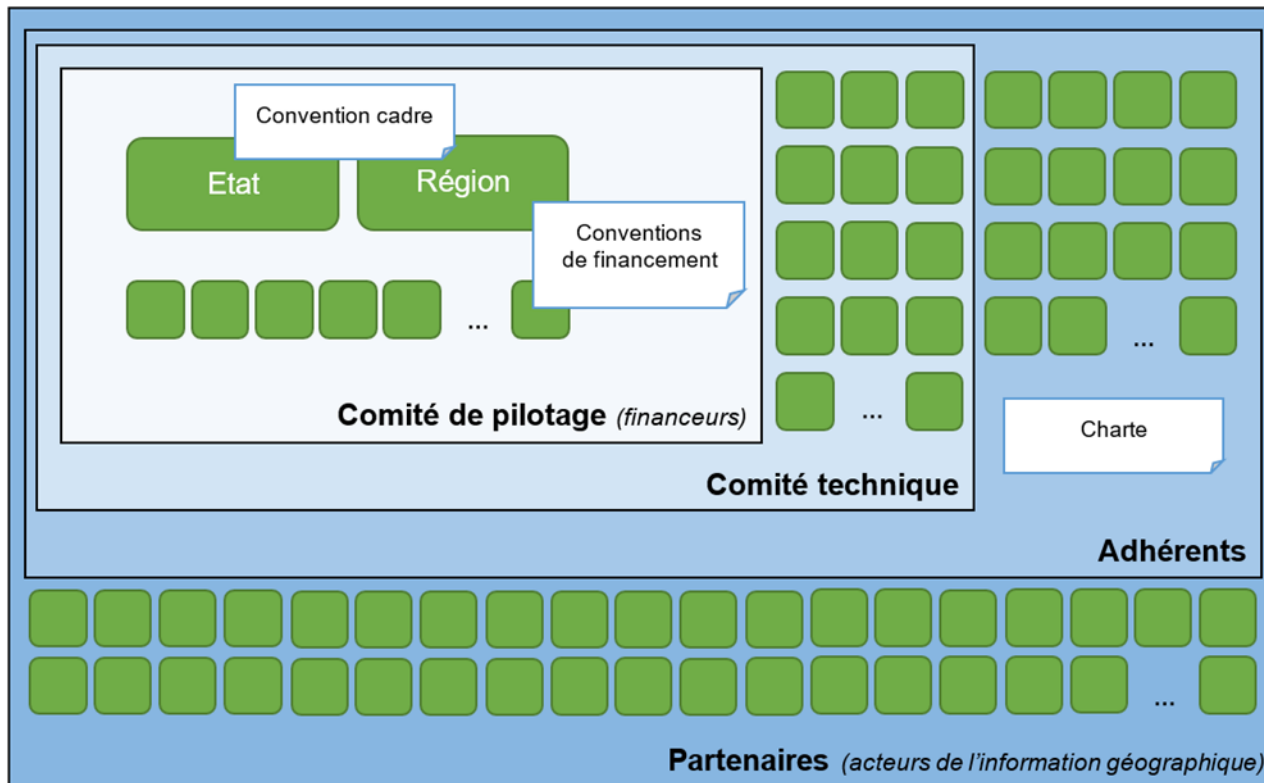 Convention cadre
Etat
Région
Conventions
de financement
...
Comité de pilotage (financeurs)
...
Comité technique
...
Charte
Adhérents
...
Partenaires (acteurs de l'information géographique)